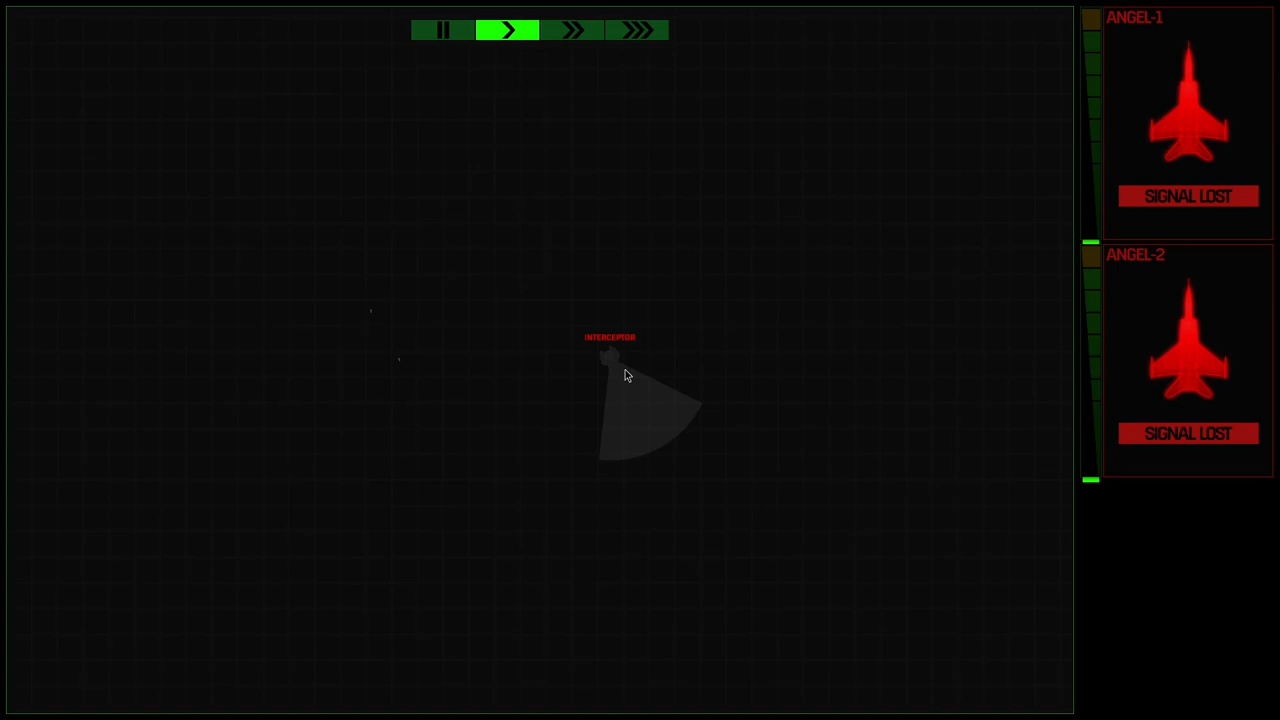 ANGEL-1
SIGNAL LOST
ANGEL-2
INTERCEPTOR
SIGNAL LOST